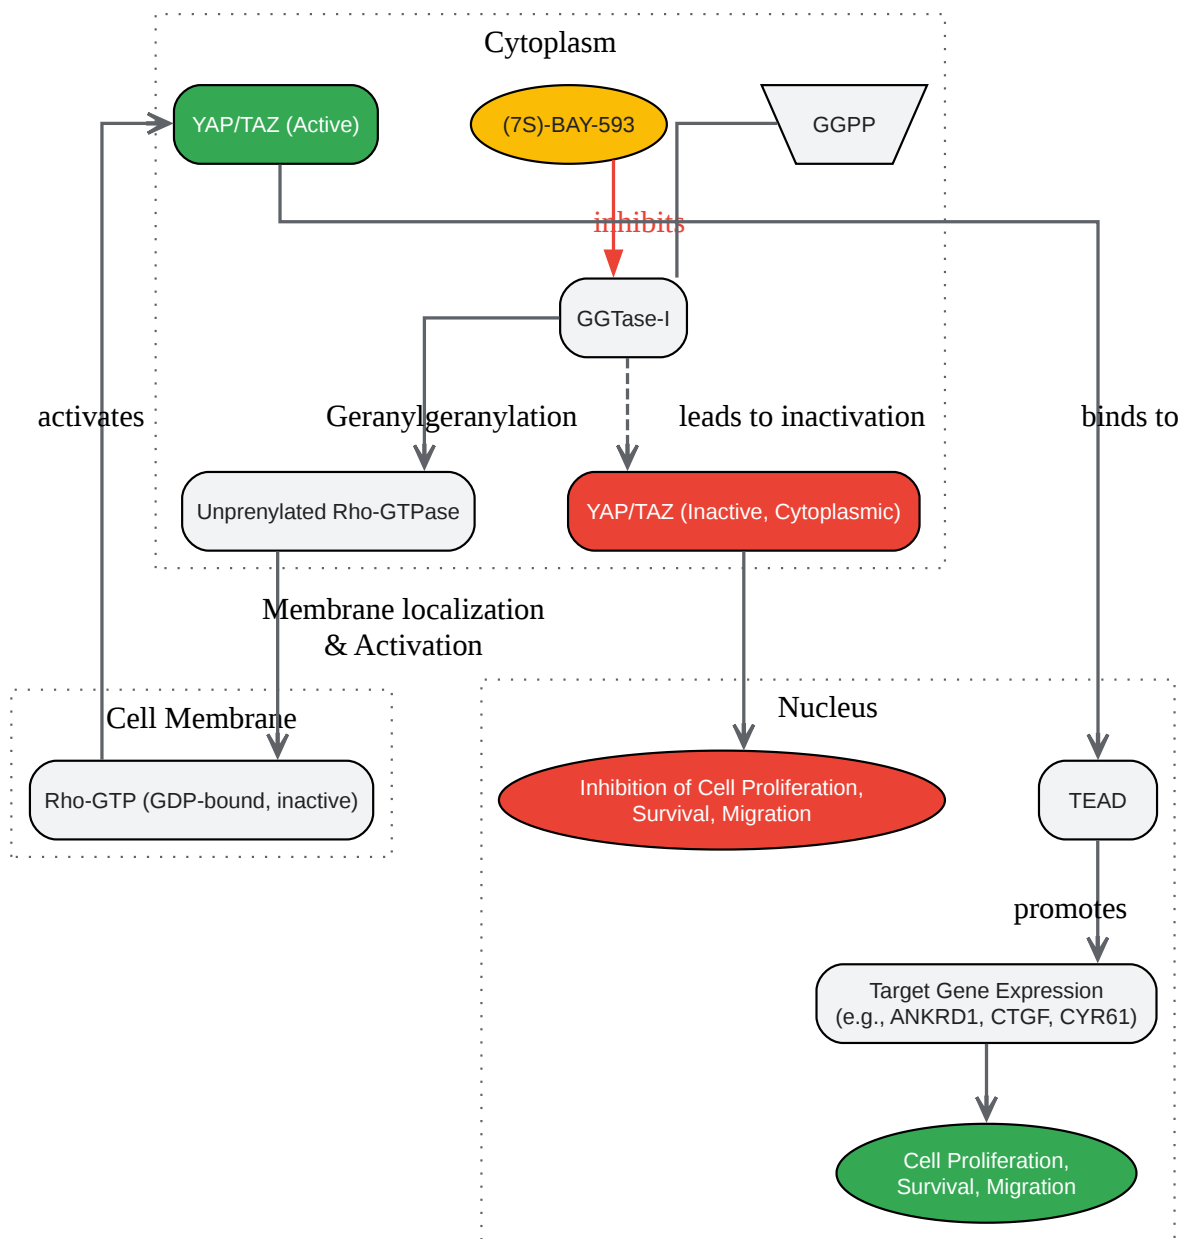 Cytoplasm
YAP/TAZ (Active)
(7S)-BAY-593
GGPP
inhibits
GGTase-I
activates
Geranylgeranylation
leads to inactivation
binds to
Unprenylated Rho-GTPase
YAP/TAZ (Inactive, Cytoplasmic)
Membrane localization
& Activation
Cell Membrane
Nucleus
Rho-GTP (GDP-bound, inactive)
Inhibition of Cell Proliferation,
Survival, Migration
TEAD
promotes
Target Gene Expression
(e.g., ANKRD1, CTGF, CYR61)
Cell Proliferation,
Survival, Migration